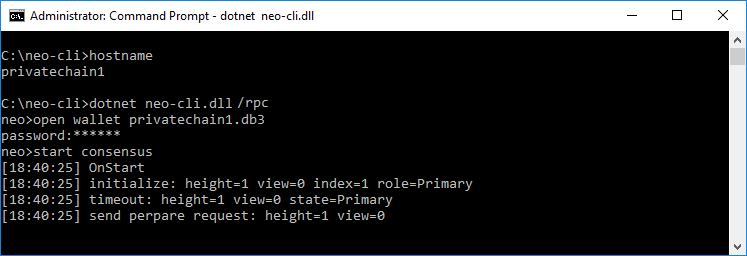 Administrator: Command Prompt - dotnet  neo-cli.dll
C:\neo-cli>hostname
privatechain1
C:\neo-cli>dotnet neo-cli.dll /rpc
neo>open wallet privatechain1.db3
password:******
neo>start consensus
[18:40:25] OnStart
[18:40:25] initialize: height=1 view=0 index=1 role=Primary
[18:40:25] timeout: height=1 view=0 state=Primary
[18:40:25] send perpare request: height=1 view=0